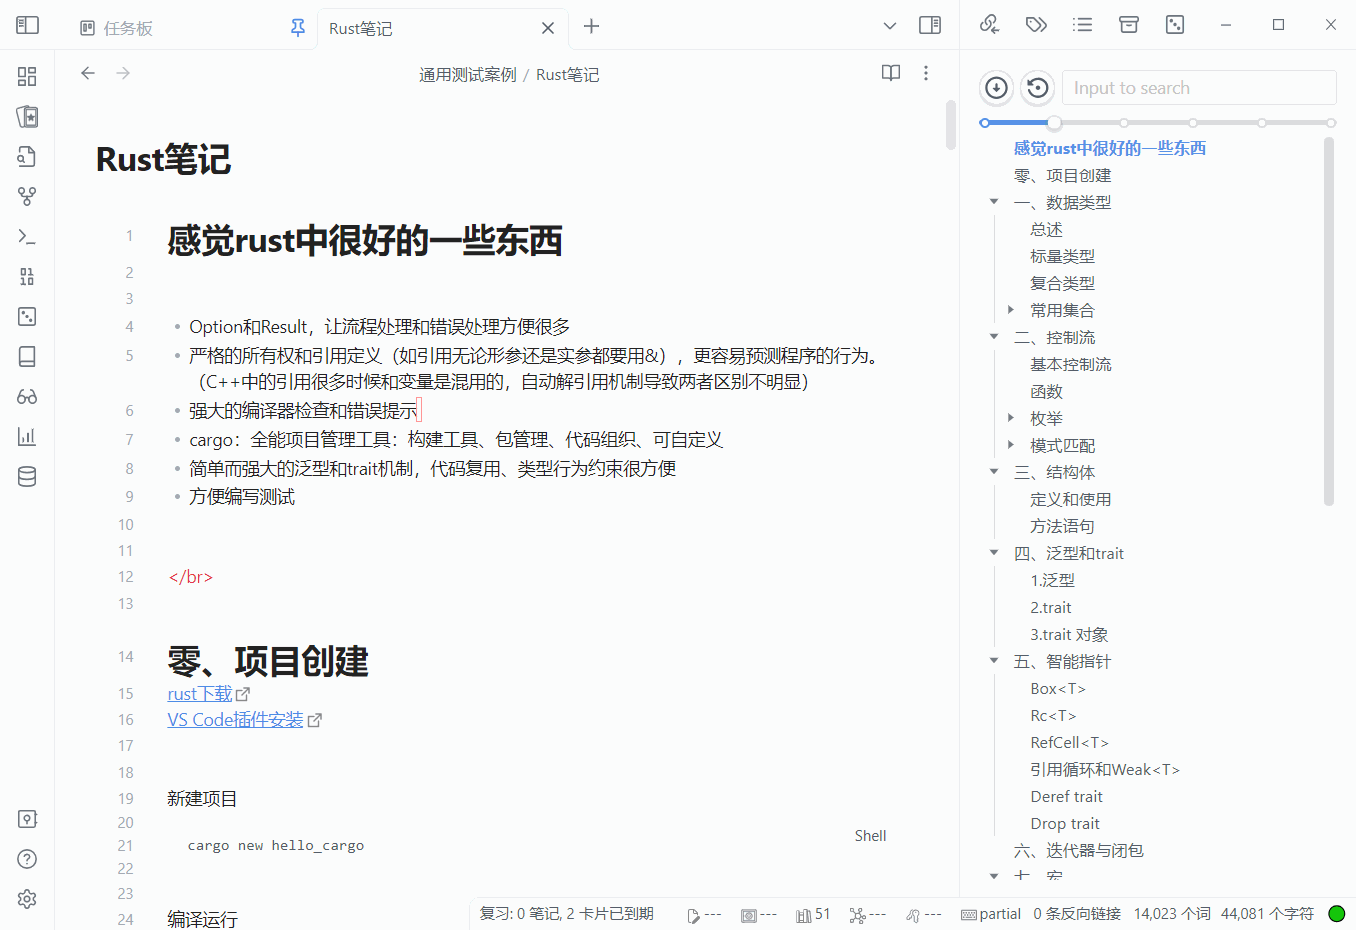 任务板
Rust笔记
通用测试案例 / Rust笔记
Input to search
Rust笔记
1 感觉rust中很好的一些东西
2
3
4 • Option和Result，让流程处理和错误处理方便很多
5 • 严格的所有权和引用定义（如引用无论形参还是实参都要用&），更容易预测程序的行为。
（C++中的引用很多时候和变量是混用的，自动解引用机制导致两者区别不明显）
6 • 强大的编译器检查和错误提示
7 • cargo：全能项目管理工具：构建工具、包管理、代码组织、可自定义
8 • 简单而强大的泛型和trait机制，代码复用、类型行为约束很方便
9 • 方便编写测试
10
11
12 </br>
13
14 零、项目创建
15 rust下载
16 VS Code插件安装
17
18
19 新建项目
20
Shell
21 cargo new hello_cargo
22
23
24 编译运行
感觉rust中很好的一些东西
零、项目创建
一、数据类型
总述
标量类型
复合类型
常用集合
二、控制流
基本控制流
函数
枚举
模式匹配
三、结构体
定义和使用
方法语句
四、泛型和trait
1.泛型
2.trait
3.trait 对象
五、智能指针
Box<T>
Rc<T>
RefCell<T>
引用循环和Weak<T>
Deref trait
Drop trait
六、迭代器与闭包
七、宏
复习: 0 笔记, 2 卡片已到期 --- --- 51 --- --- partial 0 条反向链接 14,023 个词 44,081 个字符